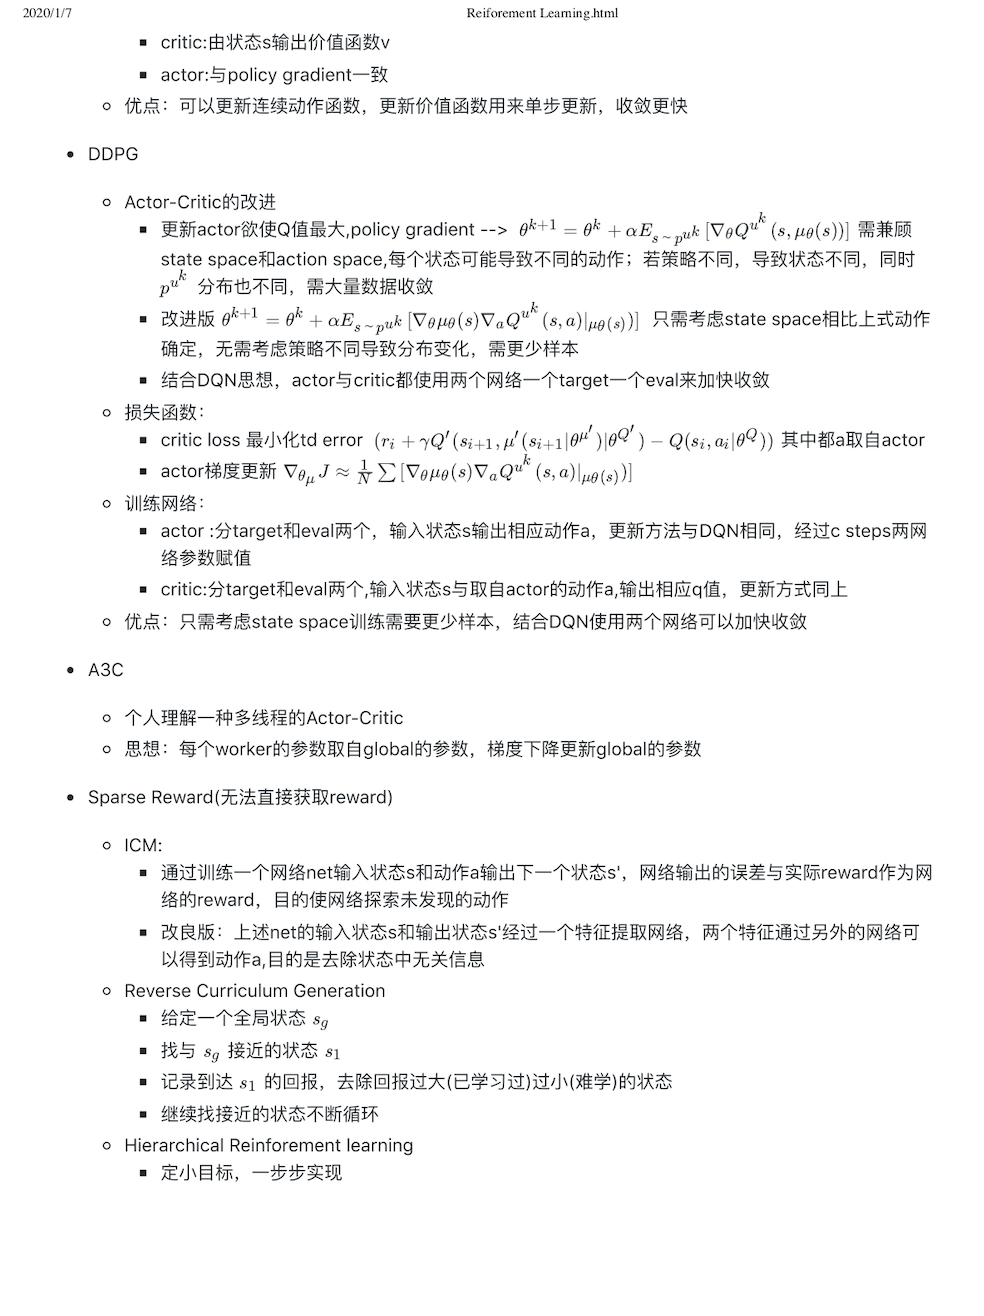 2020/1/7 Reiforement Learning.html
▪ critic:由状态s输出价值函数v
▪ actor:与policy gradient一致
○ 优点：可以更新连续动作函数，更新价值函数用来单步更新，收敛更快
• DDPG
○ Actor-Critic的改进
▪ 更新actor欲使Q值最大,policy gradient --> $\theta^{k+1} = \theta^k + \alpha E_{s \sim p^{u^k}} [\nabla_\theta Q^{u^k}(s, \mu_\theta(s))]$ 需兼顾
state space和action space,每个状态可能导致不同的动作；若策略不同，导致状态不同，同时
$p^{u^k}$ 分布也不同，需大量数据收敛
▪ 改进版 $\theta^{k+1} = \theta^k + \alpha E_{s \sim p^{u^k}} [\nabla_\theta \mu_\theta(s) \nabla_a Q^{u^k}(s, a)|_{\mu_\theta(s)})]$ 只需考虑state space相比上式动作
确定，无需考虑策略不同导致分布变化，需更少样本
▪ 结合DQN思想，actor与critic都使用两个网络一个target一个eval来加快收敛
○ 损失函数：
▪ critic loss 最小化td error $(r_i + \gamma Q'(s_{i+1}, \mu'(s_{i+1}|\theta^{\mu'})|\theta^{Q'}) - Q(s_i, a_i|\theta^Q))$ 其中都a取自actor
▪ actor梯度更新 $\nabla_{\theta_\mu} J \approx \frac{1}{N} \sum [\nabla_\theta \mu_\theta(s) \nabla_a Q^{u^k}(s, a)|_{\mu_\theta(s)})]$
○ 训练网络：
▪ actor :分target和eval两个，输入状态s输出相应动作a，更新方法与DQN相同，经过c steps两网
络参数赋值
▪ critic:分target和eval两个,输入状态s与取自actor的动作a,输出相应q值，更新方式同上
○ 优点：只需考虑state space训练需要更少样本，结合DQN使用两个网络可以加快收敛
• A3C
○ 个人理解一种多线程的Actor-Critic
○ 思想：每个worker的参数取自global的参数，梯度下降更新global的参数
• Sparse Reward(无法直接获取reward)
○ ICM:
▪ 通过训练一个网络net输入状态s和动作a输出下一个状态s'，网络输出的误差与实际reward作为网
络的reward，目的使网络探索未发现的动作
▪ 改良版：上述net的输入状态s和输出状态s'经过一个特征提取网络，两个特征通过另外的网络可
以得到动作a,目的是去除状态中无关信息
○ Reverse Curriculum Generation
▪ 给定一个全局状态 $s_g$
▪ 找与 $s_g$ 接近的状态 $s_1$
▪ 记录到达 $s_1$ 的回报，去除回报过大(已学习过)过小(难学)的状态
▪ 继续找接近的状态不断循环
○ Hierarchical Reinforement learning
▪ 定小目标，一步步实现